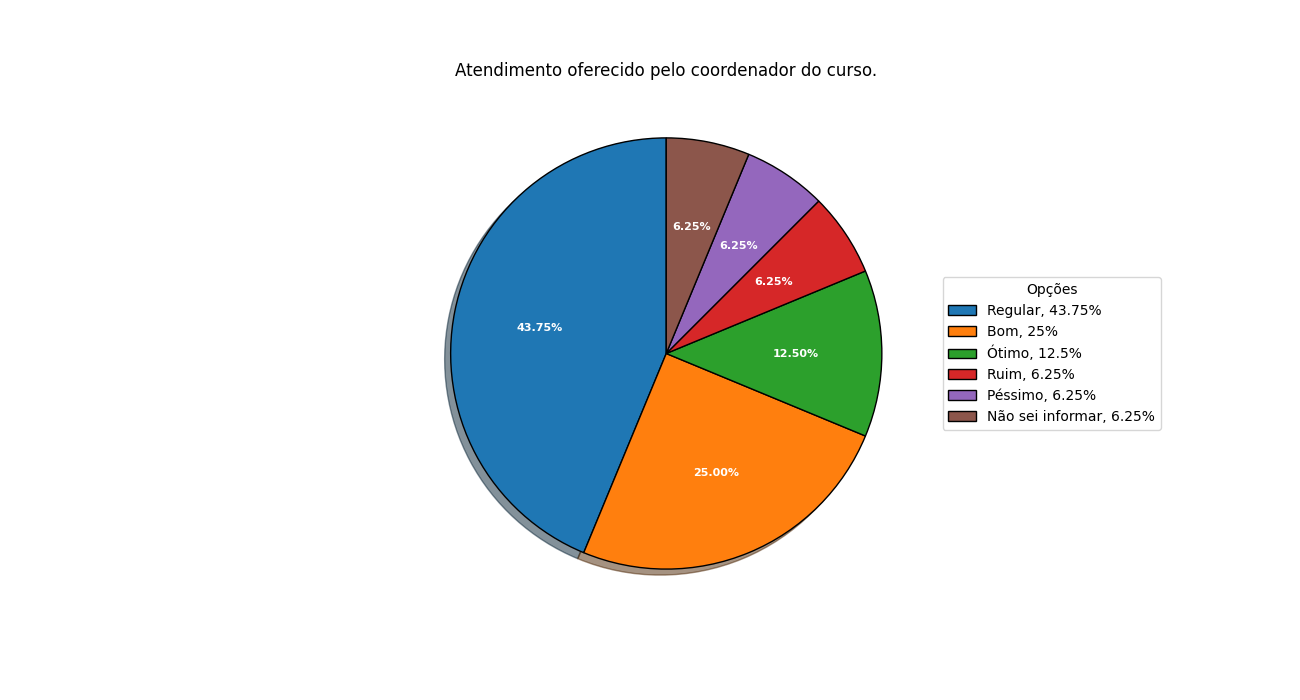 Atendimento oferecido pelo coordenador do curso.
6.25%
6.25%
6.25%
43.75%
12.50%
25.00%
Opções
Regular, 43.75%
Bom, 25%
Ótimo, 12.5%
Ruim, 6.25%
Péssimo, 6.25%
Não sei informar, 6.25%